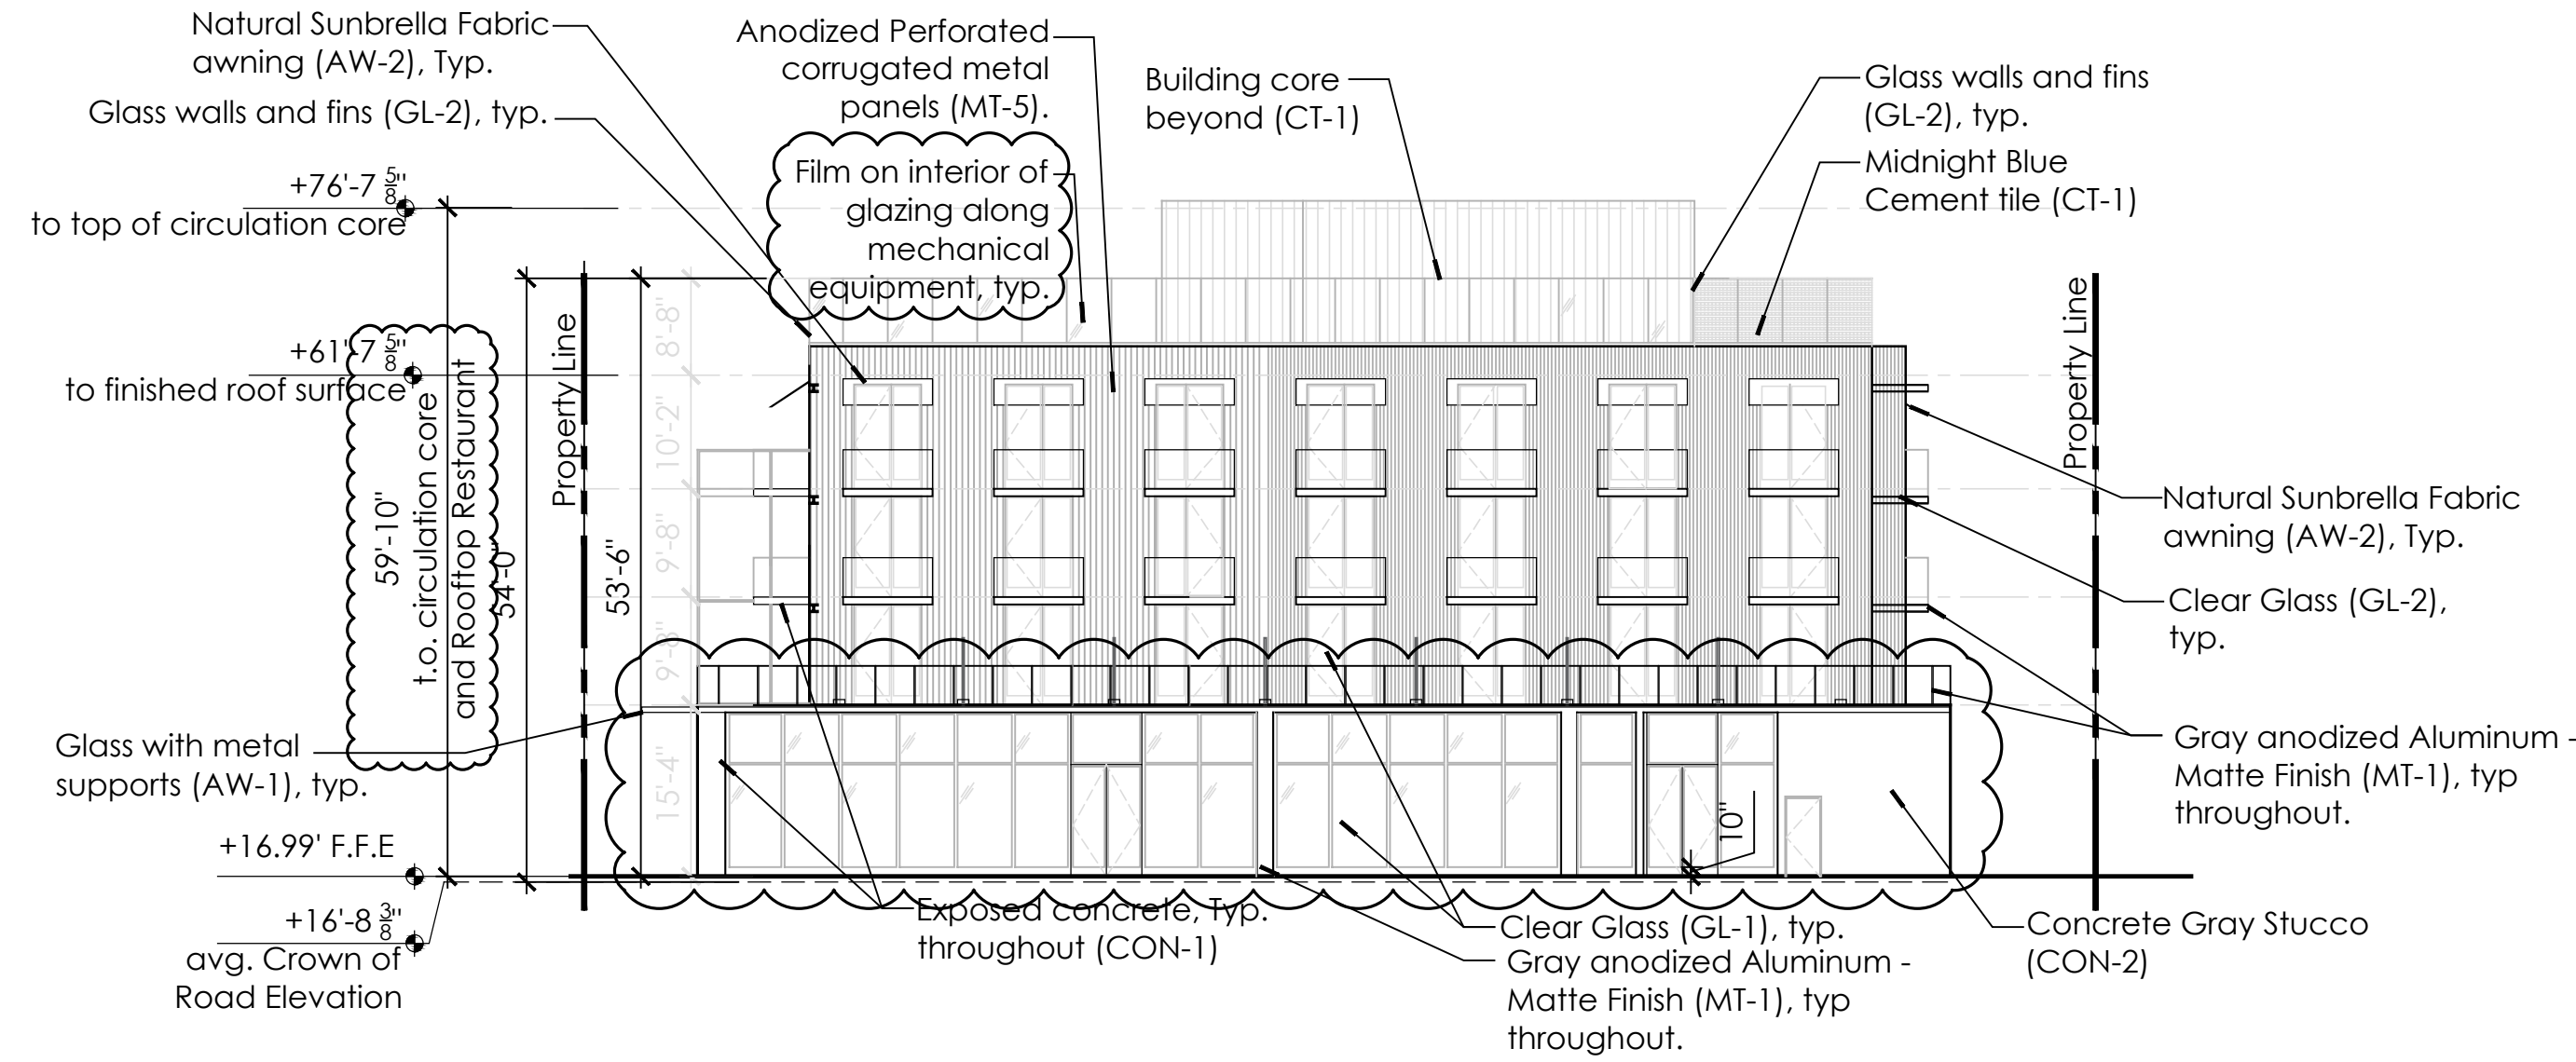 Natural Sunbrella Fabric
awning (AW-2), Typ.
Glass walls and fins (GL-2), typ.
Anodized Perforated
corrugated metal
panels (MT-5).
Film on interior of
glazing along
mechanical
equipment, typ.
Building core
beyond (CT-1)
Glass walls and fins
(GL-2), typ.
Midnight Blue
Cement tile (CT-1)
+76'-7 5/8"
to top of circulation core
+61'-7 5/8"
to finished roof surface
59'-10"
t.o. circulation core
and Rooftop Restaurant
54'-0"
Property Line
53'-6"
8'-8"
10'-2"
9'-8"
9'-8"
15'-4"
Property Line
Natural Sunbrella Fabric
awning (AW-2), Typ.
Clear Glass (GL-2),
typ.
Gray anodized Aluminum -
Matte Finish (MT-1), typ
throughout.
Glass with metal
supports (AW-1), typ.
+16.99' F.F.E
+16'-8 3/8"
avg. Crown of
Road Elevation
10"
Exposed concrete, Typ.
throughout (CON-1)
Clear Glass (GL-1), typ.
Gray anodized Aluminum -
Matte Finish (MT-1), typ
throughout.
Concrete Gray Stucco
(CON-2)